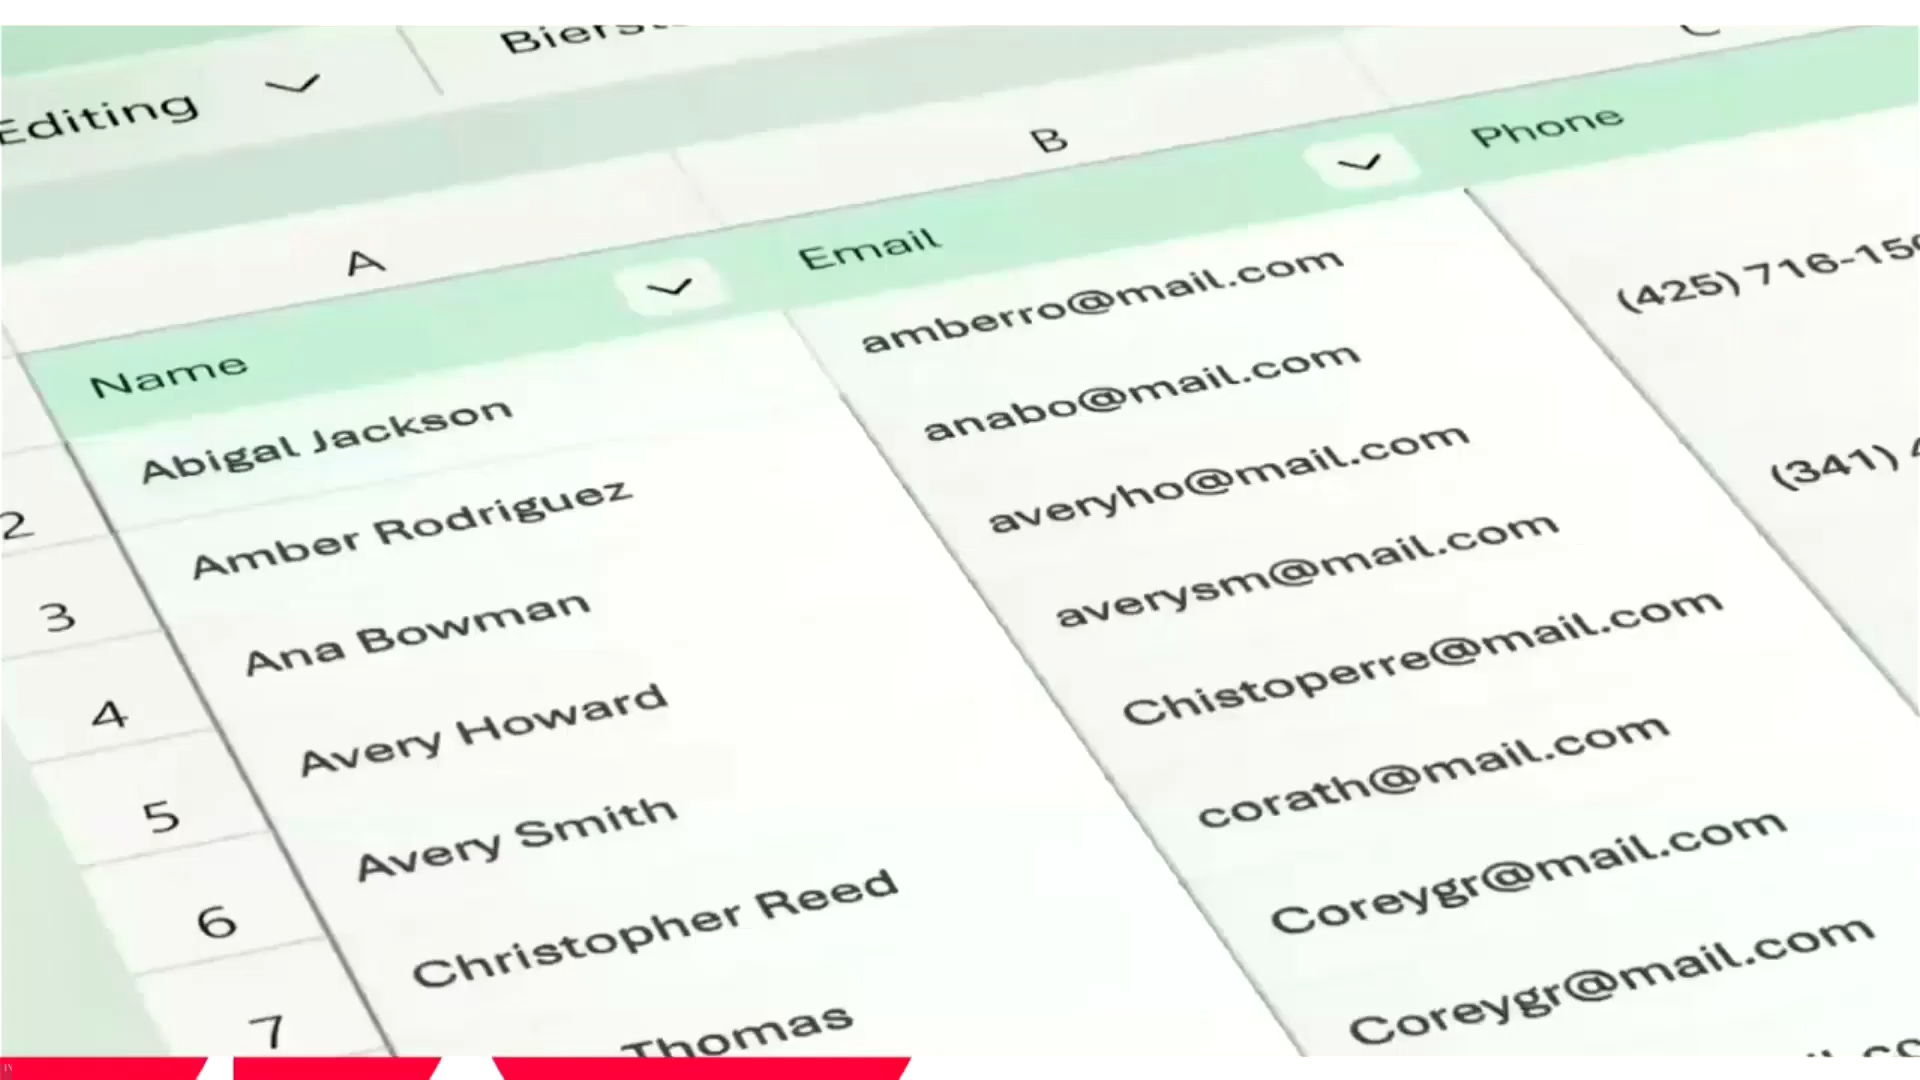 Editing
A
B
Name
Email
Phone
Abigal Jackson
amberro@mail.com
(425)
2
Amber Rodriguez
anabo@mail.com
(341)
3
Ana Bowman
averyho@mail.com
4
Avery Howard
averysm@mail.com
5
Avery Smith
Chistoperre@mail.com
6
Christopher Reed
corath@mail.com
7
Thomas
Coreygr@mail.com
Coreygr@mail.com